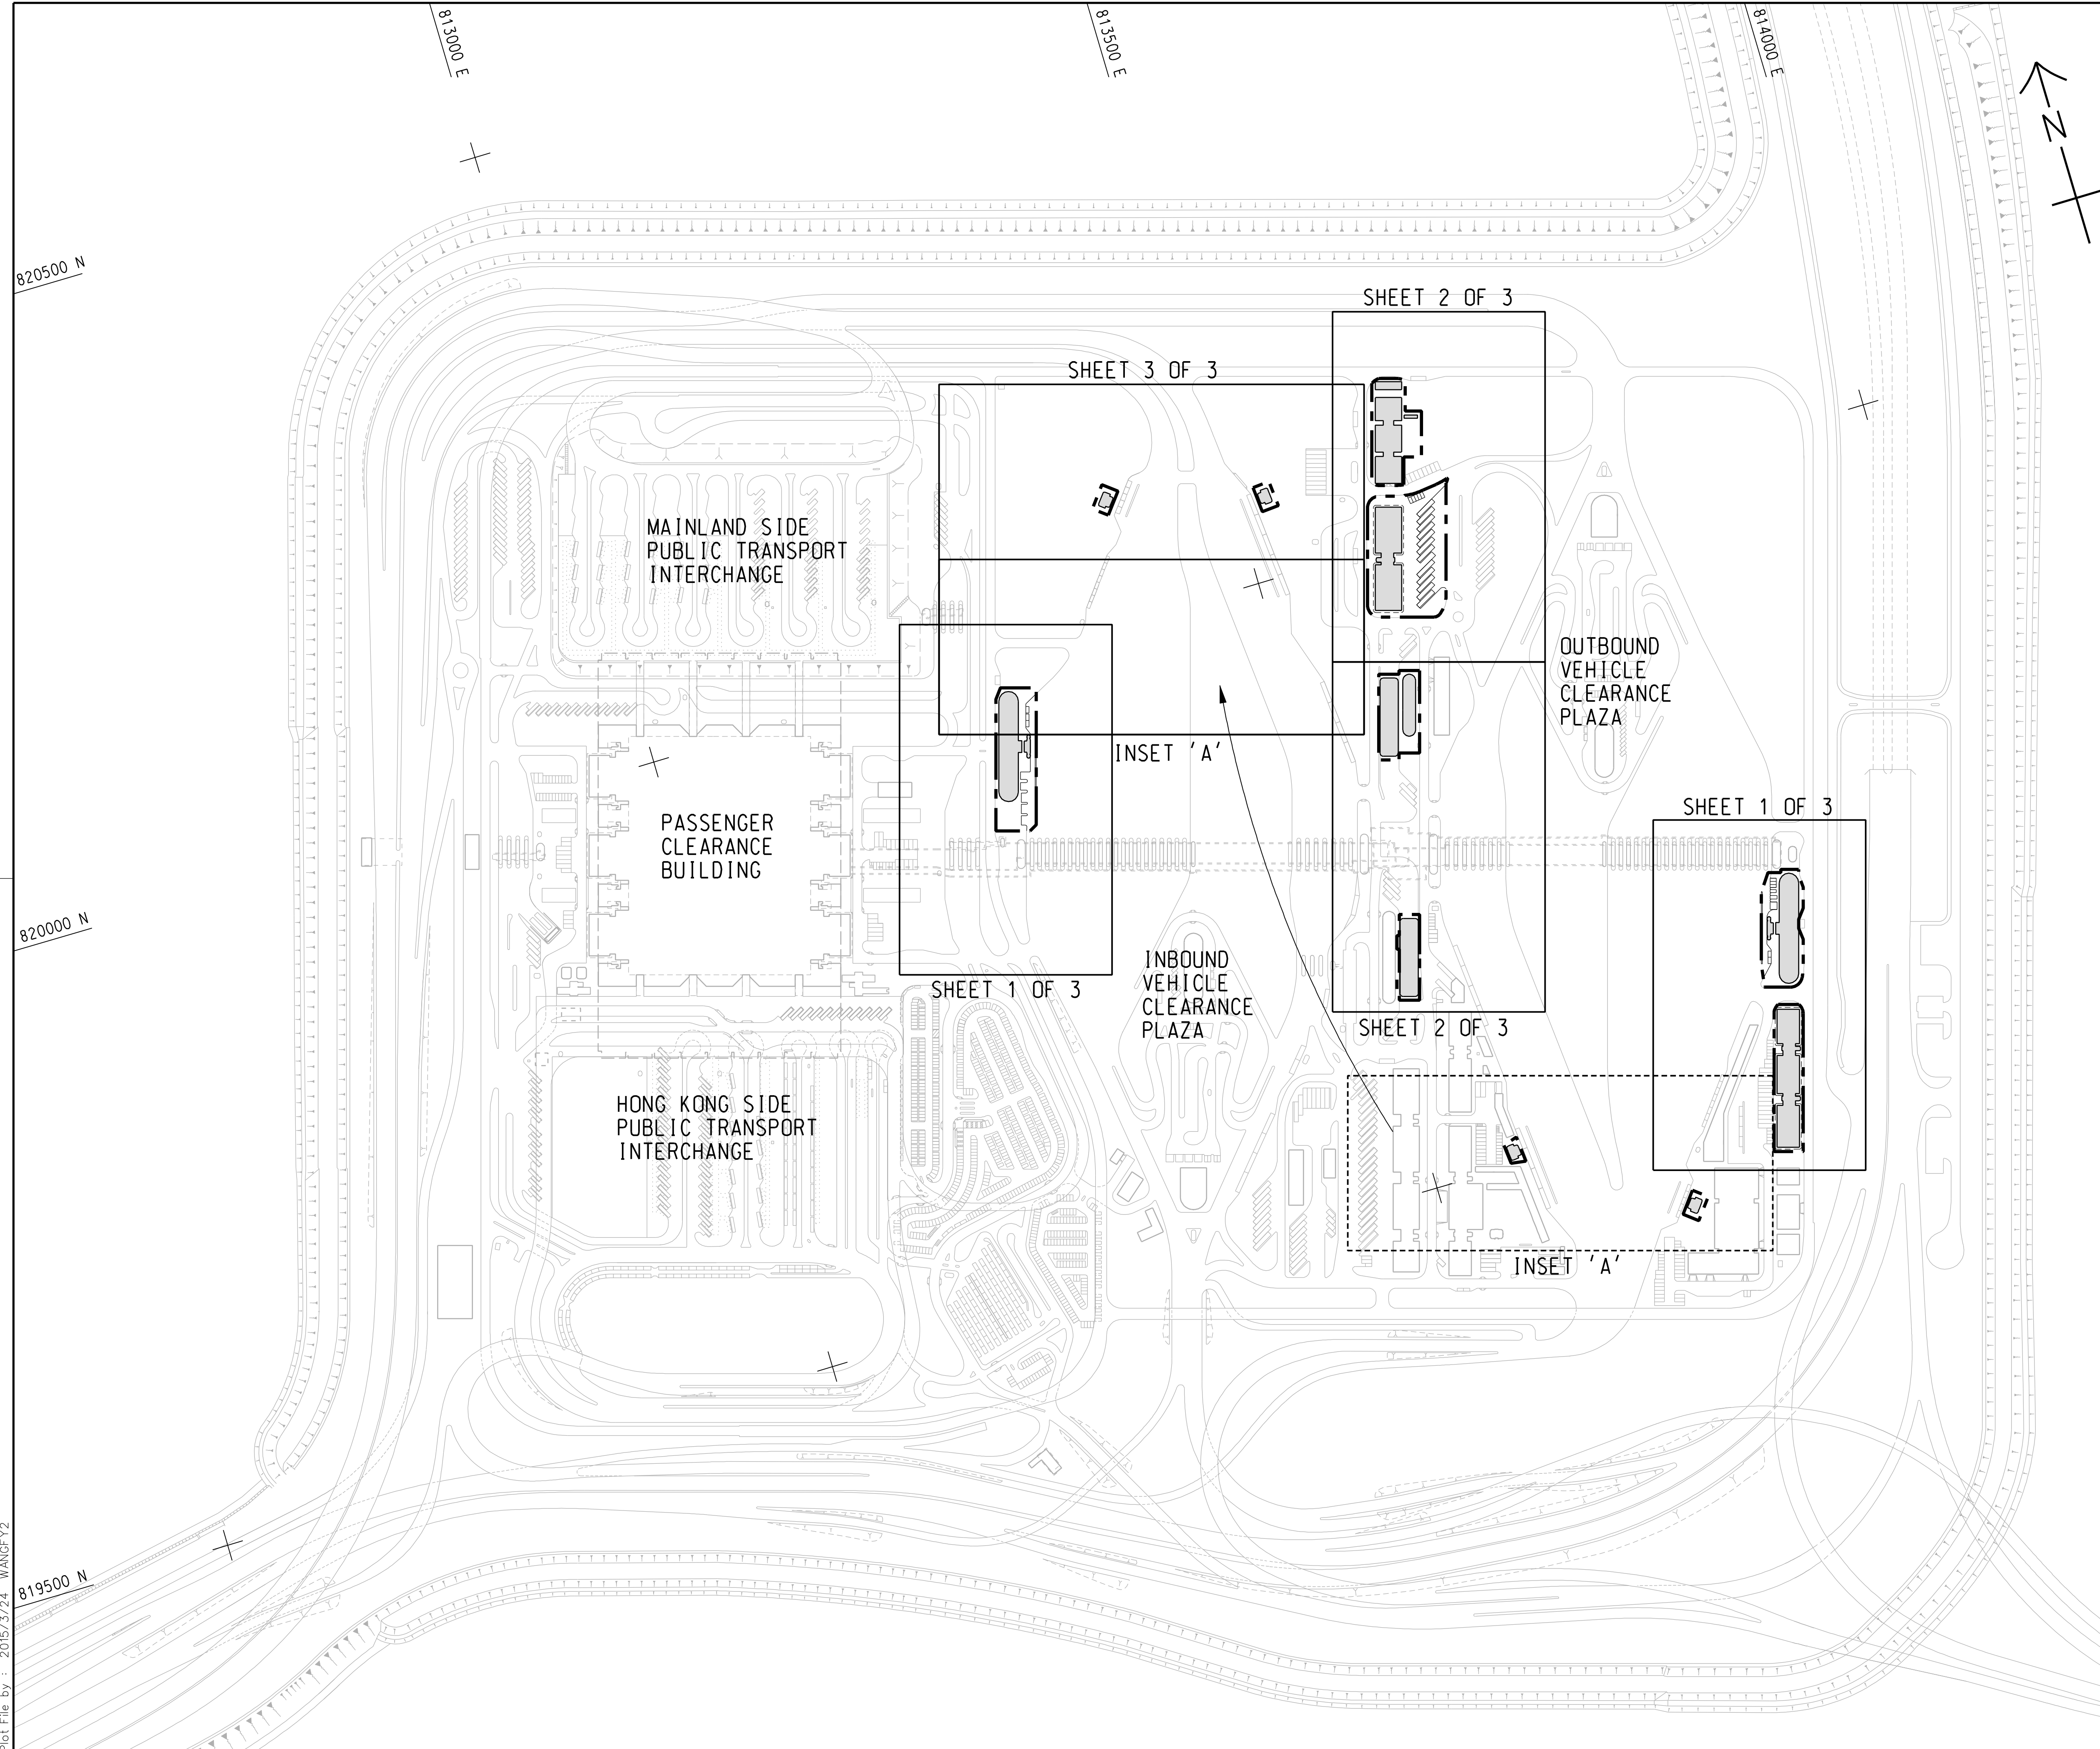 813000 E
813500 E
814000 E
N
820500 N
SHEET 2 OF 3
SHEET 3 OF 3
MAINLAND SIDE
PUBLIC TRANSPORT
INTERCHANGE
OUTBOUND
VEHICLE
CLEARANCE
PLAZA
INSET 'A'
SHEET 1 OF 3
PASSENGER
CLEARANCE
BUILDING
820000 N
INBOUND
VEHICLE
CLEARANCE
PLAZA
SHEET 1 OF 3
SHEET 2 OF 3
HONG KONG SIDE
PUBLIC TRANSPORT
INTERCHANGE
INSET 'A'
819500 N
Plot File by : 2015/3/24 WANGFY2